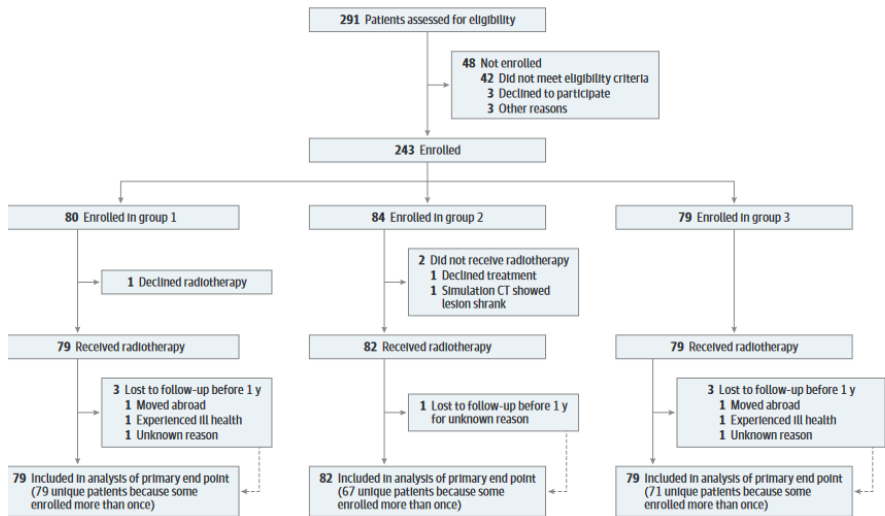 291 Patients assessed for eligibility
48 Not enrolled
42 Did not meet eligibility criteria
3 Declined to participate
3 Other reasons
243 Enrolled
80 Enrolled in group 1
84 Enrolled in group 2
79 Enrolled in group 3
1 Declined radiotherapy
2 Did not receive radiotherapy
1 Declined treatment
1 Simulation CT showed
lesion shrank
79 Received radiotherapy
82 Received radiotherapy
79 Received radiotherapy
3 Lost to follow-up before 1 y
1 Moved abroad
1 Experienced ill health
1 Unknown reason
1 Lost to follow-up before 1 y
for unknown reason
3 Lost to follow-up before 1 y
1 Moved abroad
1 Experienced ill health
1 Unknown reason
79 Included in analysis of primary end point
(79 unique patients because some
enrolled more than once)
82 Included in analysis of primary end point
(67 unique patients because some
enrolled more than once)
79 Included in analysis of primary end point
(71 unique patients because some
enrolled more than once)